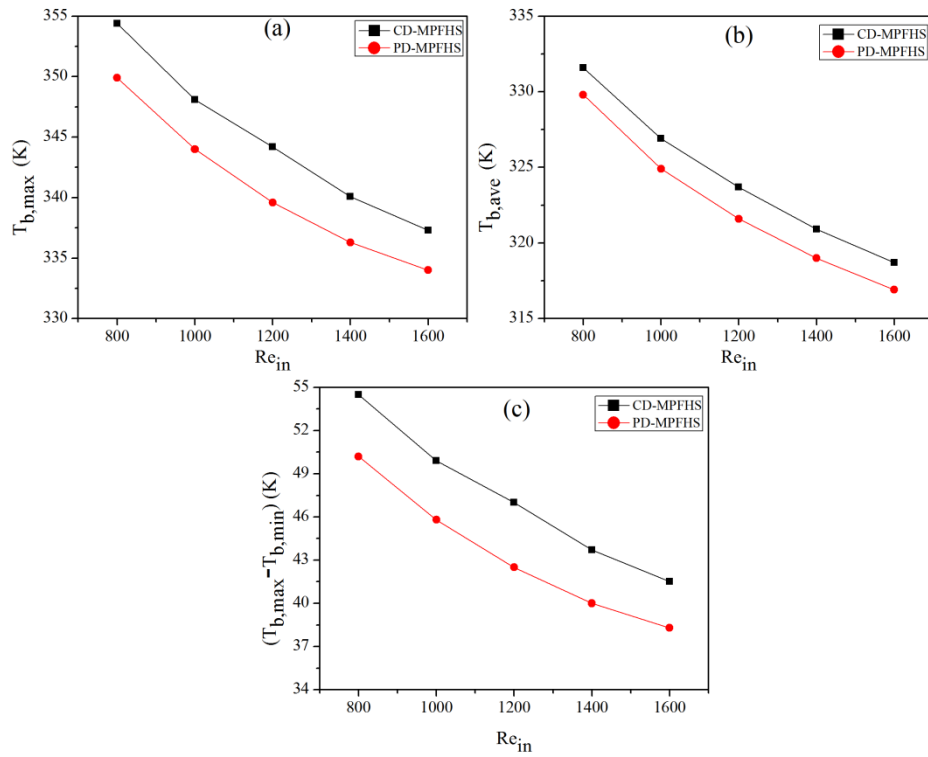 (a)
CD-MPFHS
PD-MPFHS
355
350
345
340
335
330
T_b,max (K)
800 1000 1200 1400 1600
Re_in
(b)
CD-MPFHS
PD-MPFHS
335
330
325
320
315
T_b,ave (K)
800 1000 1200 1400 1600
Re_in
(c)
CD-MPFHS
PD-MPFHS
55
52
49
46
43
40
37
34
(T_b,max-T_b,min) (K)
800 1000 1200 1400 1600
Re_in